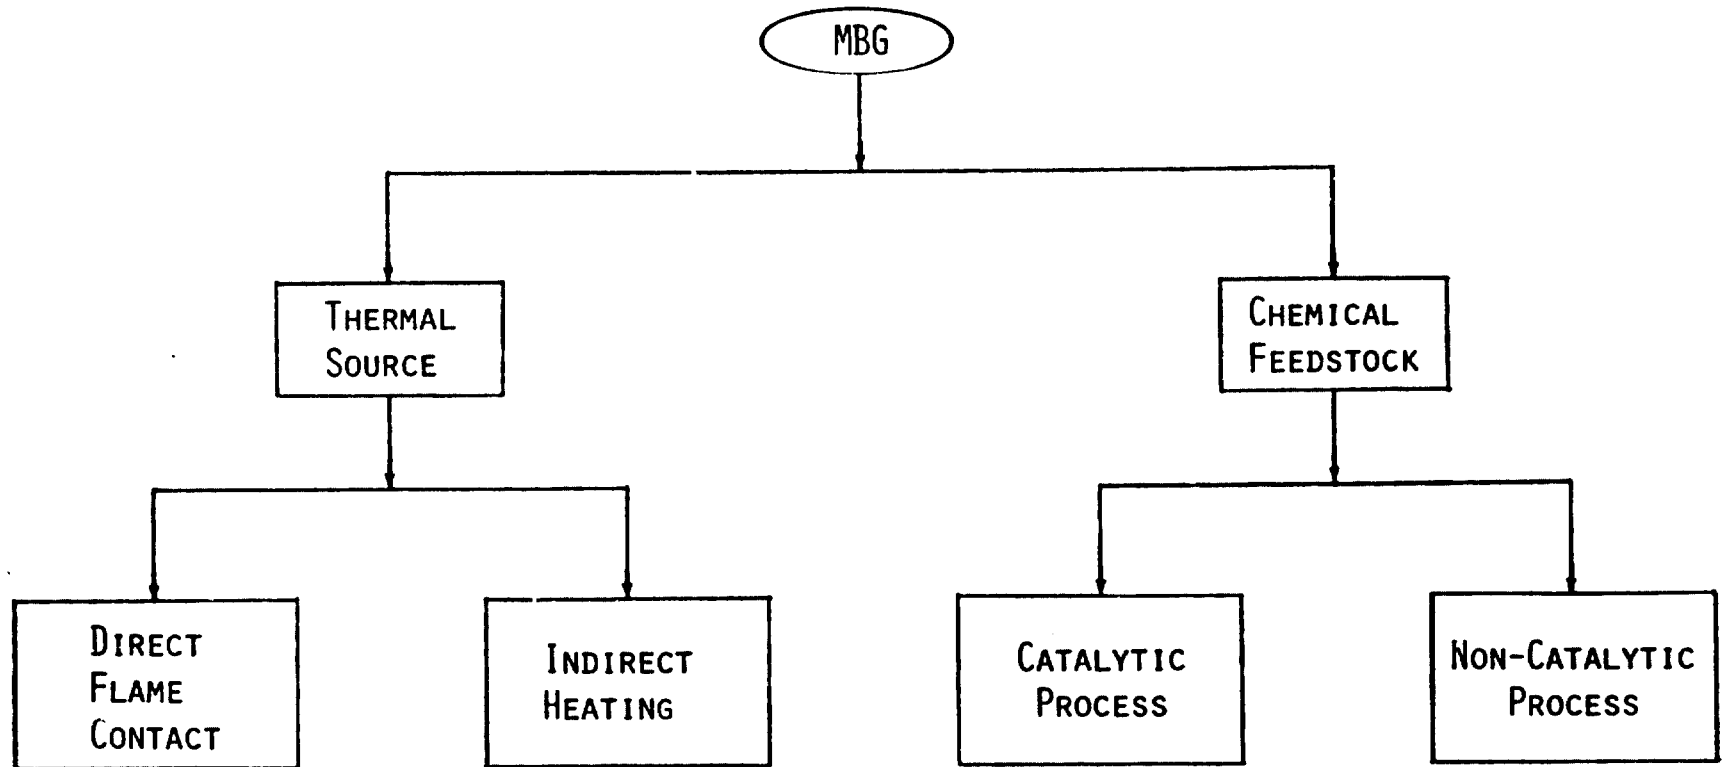 MBG
THERMAL
SOURCE
CHEMICAL
FEEDSTOCK
DIRECT
FLAME
CONTACT
INDIRECT
HEATING
CATALYTIC
PROCESS
NON-CATALYTIC
PROCESS